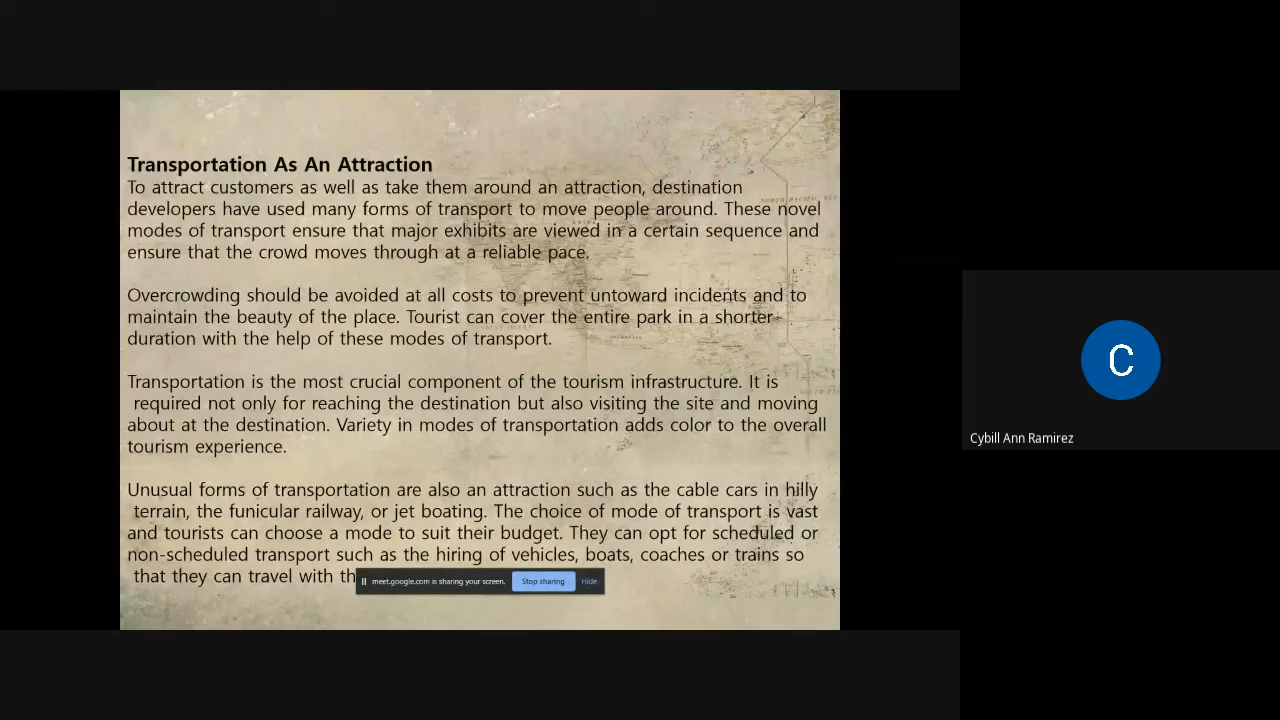 Transportation As An Attraction
To attract customers as well as take them around an attraction, destination
developers have used many forms of transport to move people around. These novel
modes of transport ensure that major exhibits are viewed in a certain sequence and
ensure that the crowd moves through at a reliable pace.
Overcrowding should be avoided at all costs to prevent untoward incidents and to
maintain the beauty of the place. Tourist can cover the entire park in a shorter
duration with the help of these modes of transport.
Transportation is the most crucial component of the tourism infrastructure. It is
required not only for reaching the destination but also visiting the site and moving
about at the destination. Variety in modes of transportation adds color to the overall
tourism experience.
Unusual forms of transportation are also an attraction such as the cable cars in hilly
terrain, the funicular railway, or jet boating. The choice of mode of transport is vast
and tourists can choose a mode to suit their budget. They can opt for scheduled or
non-scheduled transport such as the hiring of vehicles, boats, coaches or trains so
that they can travel with
meet.google.com is sharing your screen. Stop sharing Hide
C
Cybill Ann Ramirez